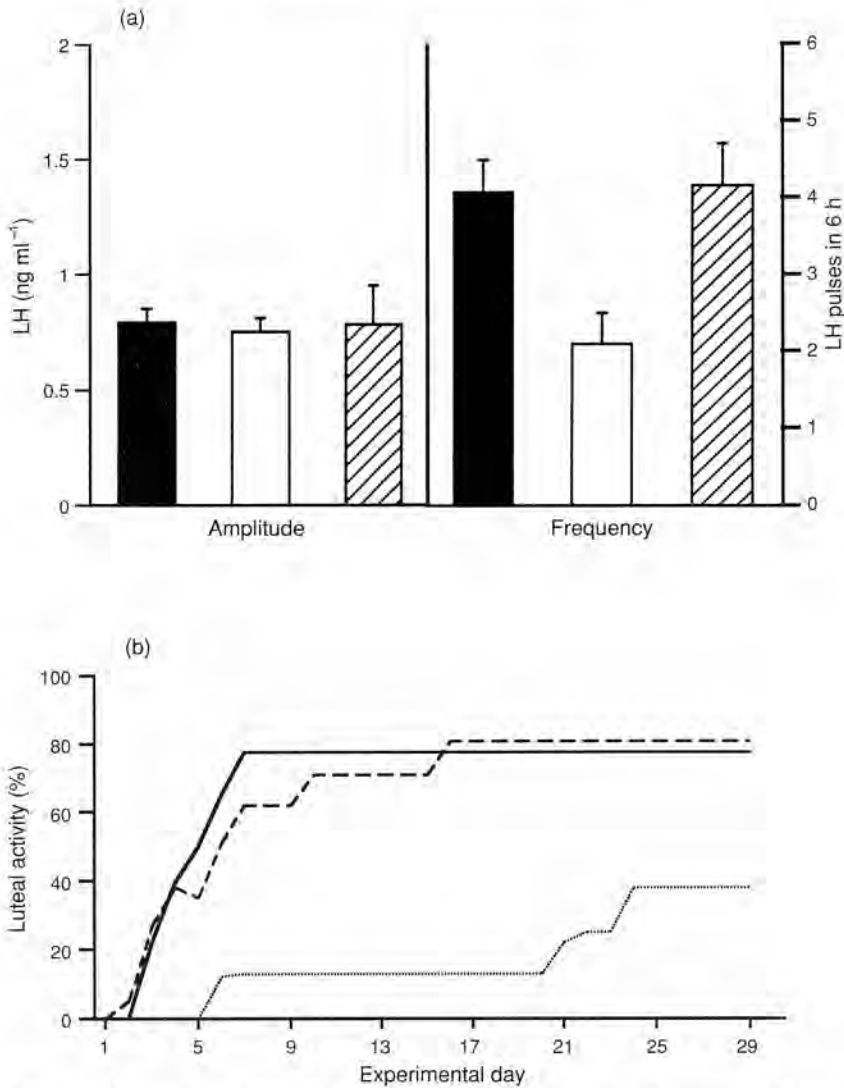 (a)
2
1.5
1
0.5
0
LH (ng ml⁻¹)
6
5
4
3
2
1
0
LH pulses in 6 h
Amplitude
Frequency
(b)
100
80
60
40
20
0
Luteal activity (%)
1 5 9 13 17 21 25 29
Experimental day